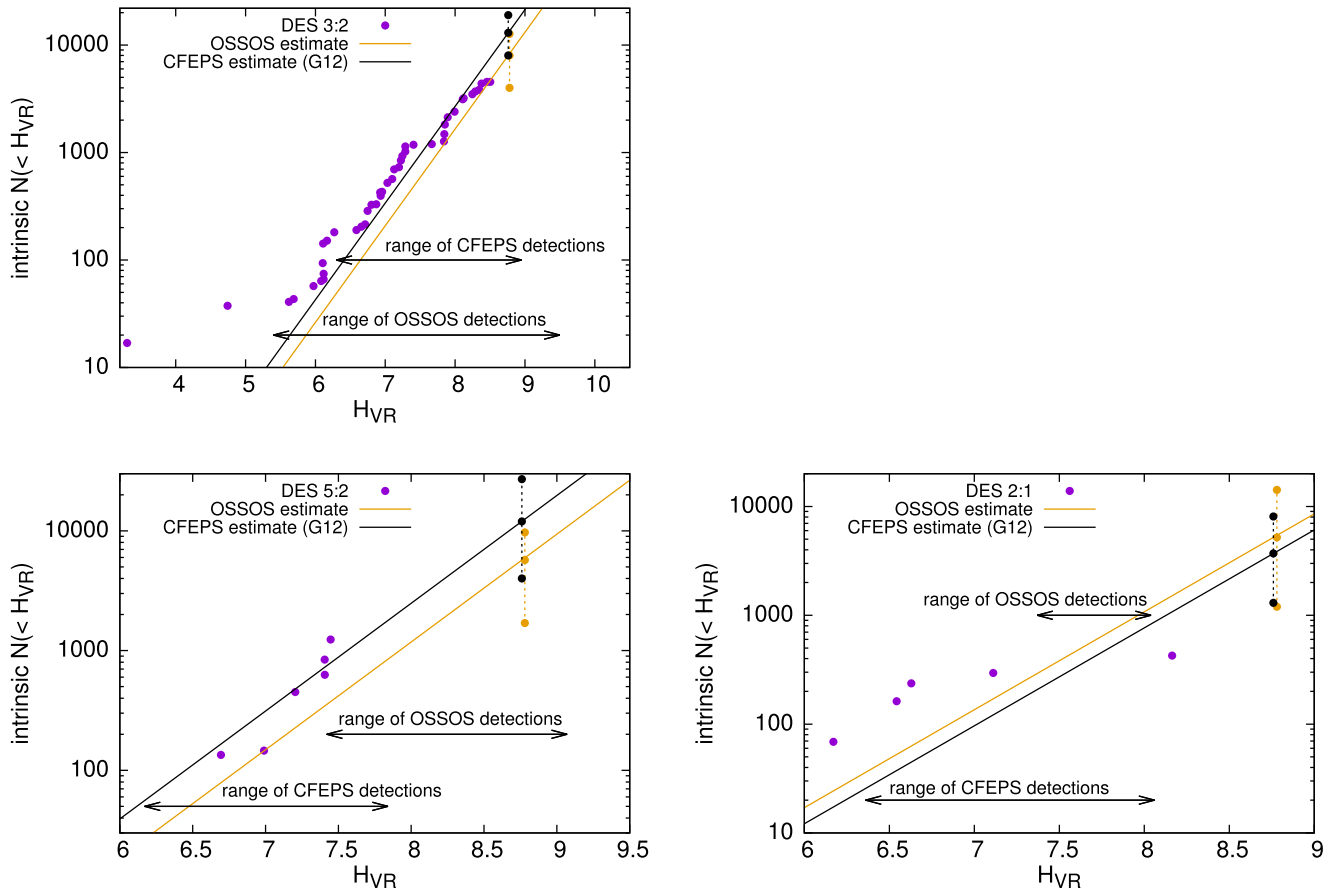 DES 3:2
OSSOS estimate
CFEPS estimate (G12)
10000
1000
100
10
intrinsic N(< H_VR)
range of CFEPS detections
range of OSSOS detections
4 5 6 7 8 9 10
H_VR
DES 5:2
OSSOS estimate
CFEPS estimate (G12)
10000
1000
100
intrinsic N(< H_VR)
range of OSSOS detections
range of CFEPS detections
6 6.5 7 7.5 8 8.5 9 9.5
H_VR
DES 2:1
OSSOS estimate
CFEPS estimate (G12)
10000
1000
100
10
intrinsic N(< H_VR)
range of OSSOS detections
range of CFEPS detections
6 6.5 7 7.5 8 8.5 9
H_VR